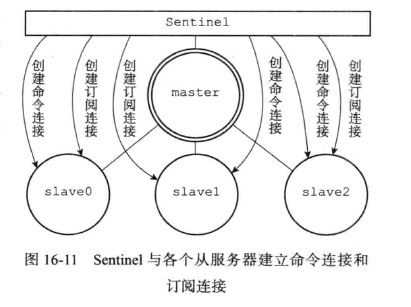 Sentinel
创建命令连接
创建订阅连接
创建订阅连接
master
创建命令连接
创建命令连接
创建订阅连接
slave0
slave1
slave2
图 16-11 Sentinel 与各个从服务器建立命令连接和
订阅连接